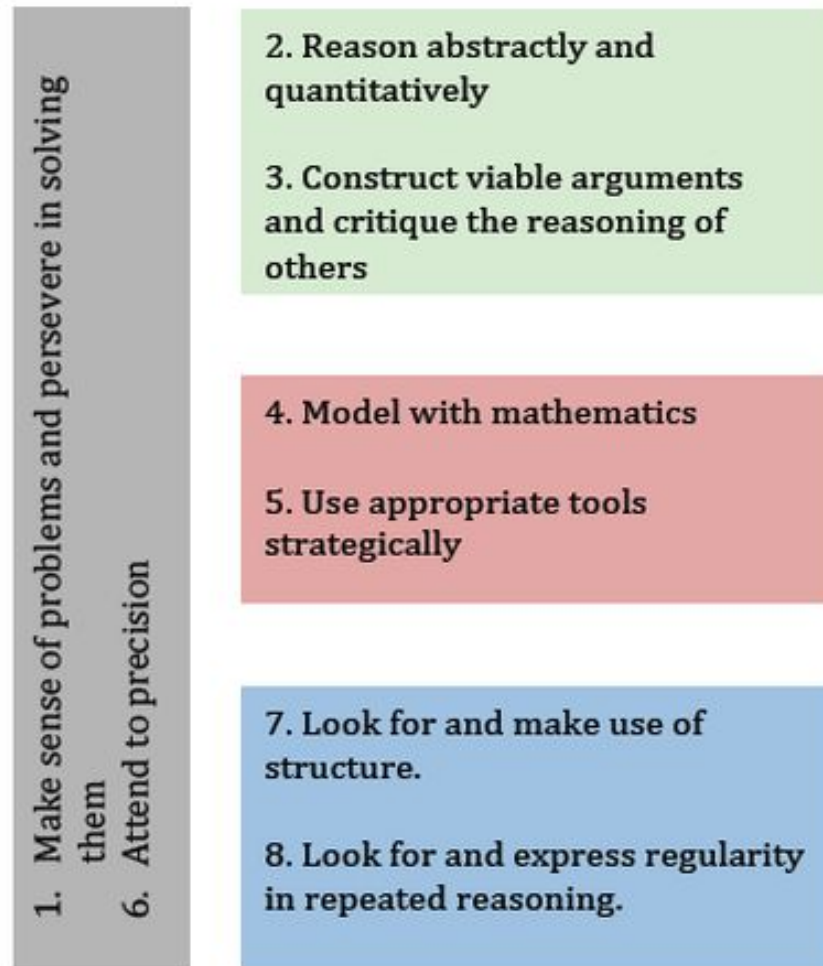 1. Make sense of problems and persevere in solving
them
6. Attend to precision
2. Reason abstractly and
quantitatively
3. Construct viable arguments
and critique the reasoning of
others
4. Model with mathematics
5. Use appropriate tools
strategically
7. Look for and make use of
structure.
8. Look for and express regularity
in repeated reasoning.